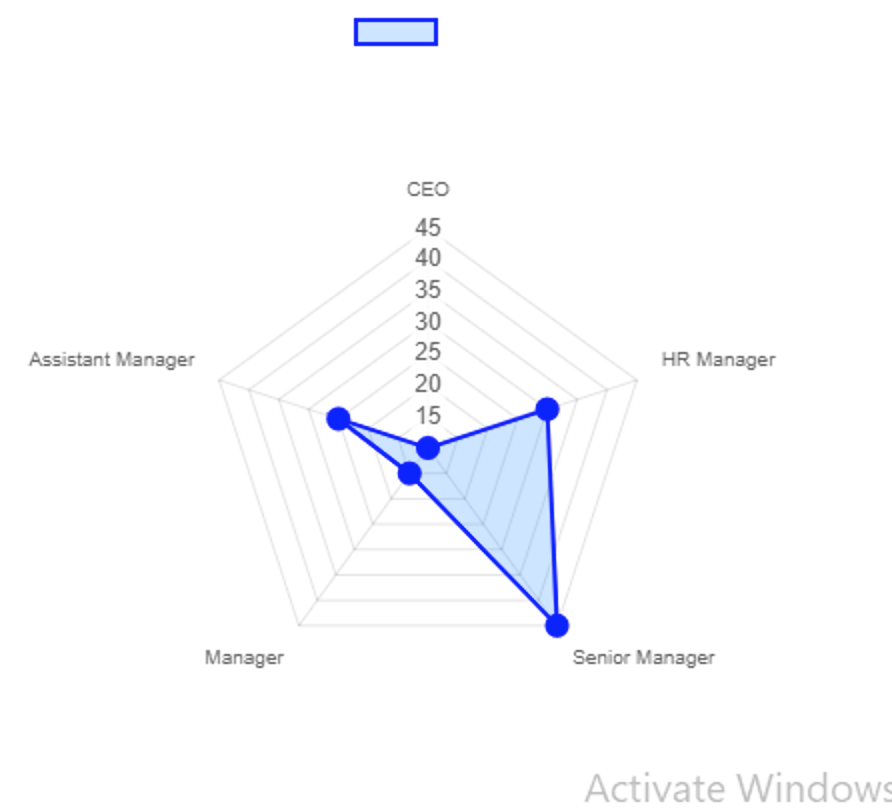 CEO
45
40
35
30
25
20
15
Assistant Manager
HR Manager
Manager
Senior Manager
Activate Windows